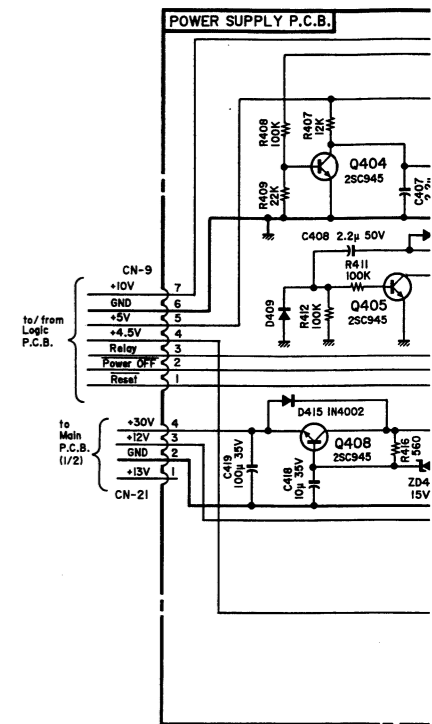 POWER SUPPLY P.C.B.
R408
100K
R407
12K
Q404
2SC945
R409
22K
C407
C408 2.2μ 50V
R411
100K
D409
R412
100K
Q405
2SC945
CN-9
to/from
Logic
P.C.B.
+10V 7
GND 6
+5V 5
+4.5V 4
Relay 3
Power OFF 2
Reset 1
D415 IN4002
to
Main
P.C.B.
(1/2)
+30V 4
+12V 3
GND 2
+13V 1
CN-21
C419
100μ 35V
Q408
2SC945
C418
10μ 35V
R416
560
ZD4
15V